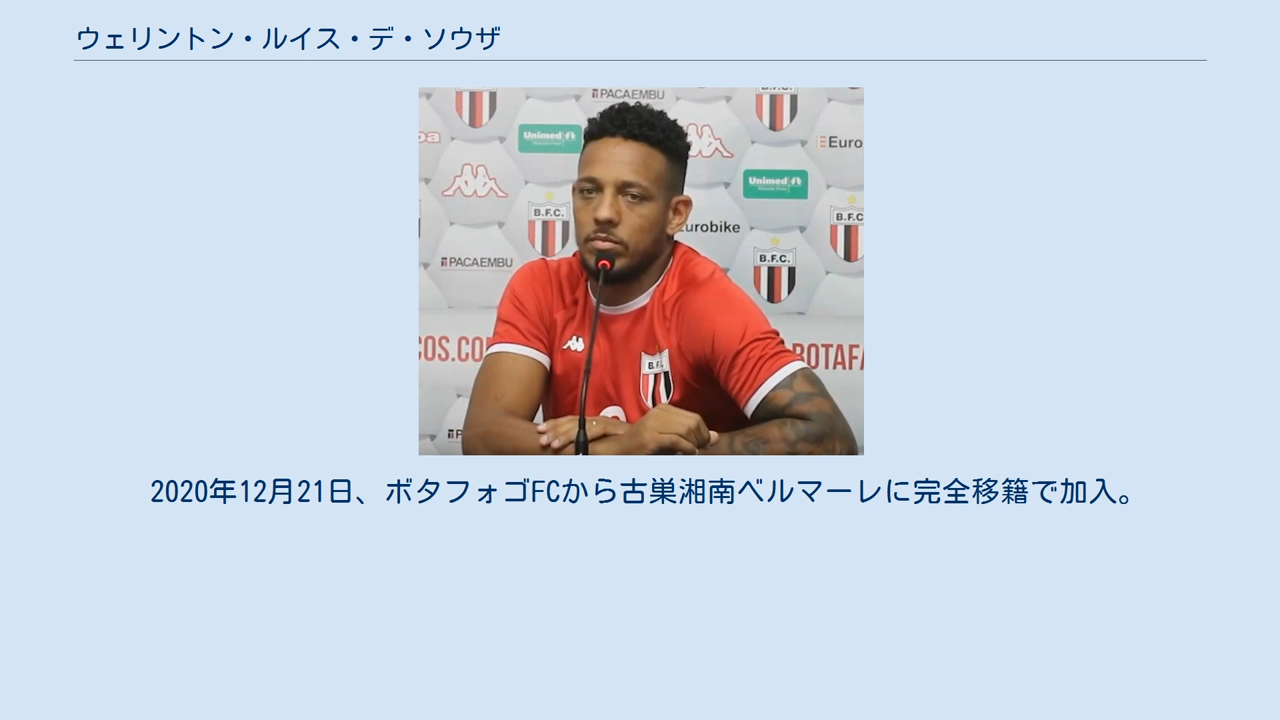 ウェリントン・ルイス・デ・ソウザ
PACAEMBU
B.F.C.
Unimed
Euro
Unimed
B.F.C.
B.F.C.
Eurobike
PACAEMBU
B.F.C.
COS.CO
BOTAFA
2020年12月21日、ボタフォゴFCから古巣湘南ベルマーレに完全移籍で加入。